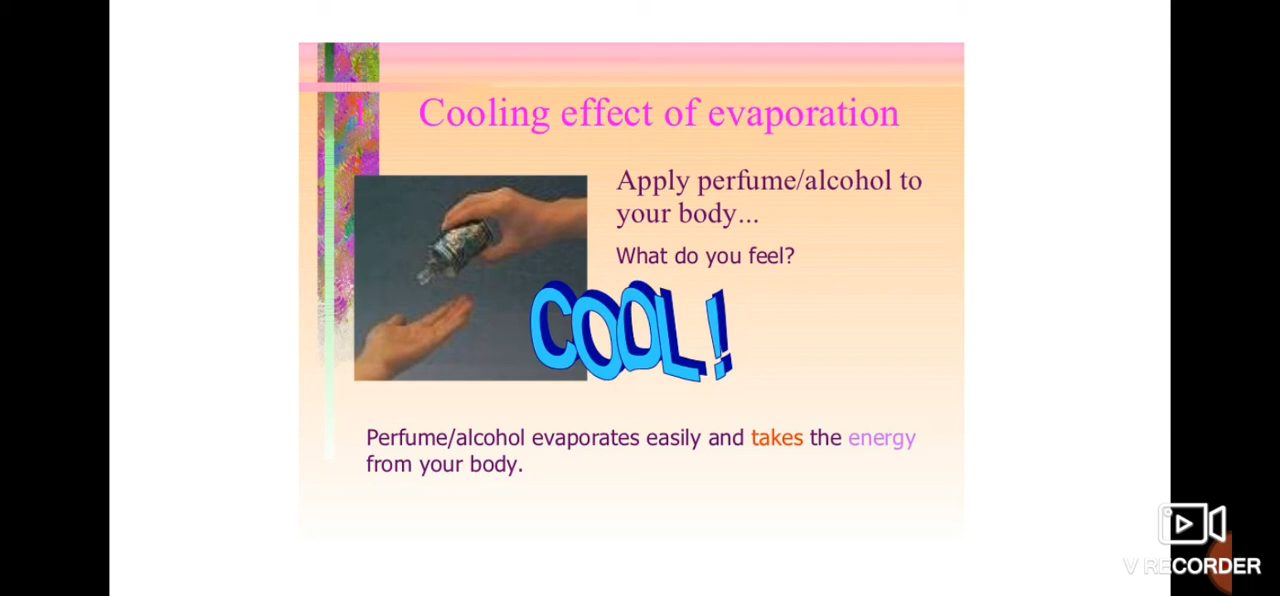 Cooling effect of evaporation
Apply perfume/alcohol to
your body...
What do you feel?
COOL!
Perfume/alcohol evaporates easily and takes the energy
from your body.
V RECORDER